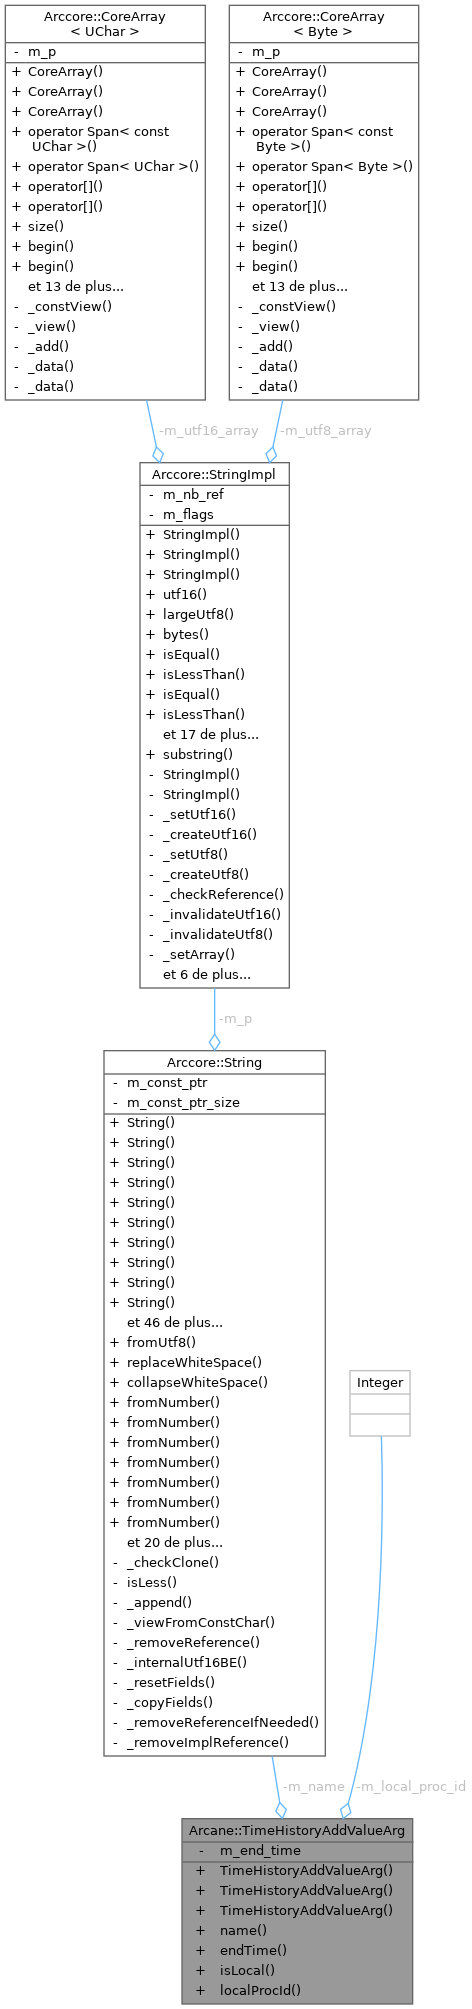 Arccore::CoreArray
< UChar >
- m_p
+ CoreArray()
+ CoreArray()
+ CoreArray()
+ operator Span< const
UChar >()
+ operator Span< UChar >()
+ operator[]()
+ operator[]()
+ size()
+ begin()
+ begin()
et 13 de plus...
- _constView()
- _view()
- _add()
- _data()
- _data()
Arccore::CoreArray
< Byte >
- m_p
+ CoreArray()
+ CoreArray()
+ CoreArray()
+ operator Span< const
Byte >()
+ operator Span< Byte >()
+ operator[]()
+ operator[]()
+ size()
+ begin()
+ begin()
et 13 de plus...
- _constView()
- _view()
- _add()
- _data()
- _data()
-m_utf16_array
-m_utf8_array
Arccore::StringImpl
- m_nb_ref
- m_flags
+ StringImpl()
+ StringImpl()
+ StringImpl()
+ utf16()
+ largeUtf8()
+ bytes()
+ isEqual()
+ isLessThan()
+ isEqual()
+ isLessThan()
et 17 de plus...
+ substring()
- StringImpl()
- StringImpl()
- _setUtf16()
- _createUtf16()
- _setUtf8()
- _createUtf8()
- _checkReference()
- _invalidateUtf16()
- _invalidateUtf8()
- _setArray()
et 6 de plus...
-m_p
Arccore::String
- m_const_ptr
- m_const_ptr_size
+ String()
+ String()
+ String()
+ String()
+ String()
+ String()
+ String()
+ String()
+ String()
+ String()
et 46 de plus...
+ fromUtf8()
+ replaceWhiteSpace()
+ collapseWhiteSpace()
+ fromNumber()
+ fromNumber()
+ fromNumber()
+ fromNumber()
+ fromNumber()
+ fromNumber()
+ fromNumber()
et 20 de plus...
- _checkClone()
- isLess()
- _append()
- _viewFromConstChar()
- _removeReference()
- _internalUtf16BE()
- _resetFields()
- _copyFields()
- _removeReferenceIfNeeded()
- _removeImplReference()
Integer
-m_name
-m_local_proc_id
Arcane::TimeHistoryAddValueArg
- m_end_time
+ TimeHistoryAddValueArg()
+ TimeHistoryAddValueArg()
+ TimeHistoryAddValueArg()
+ name()
+ endTime()
+ isLocal()
+ localProcId()